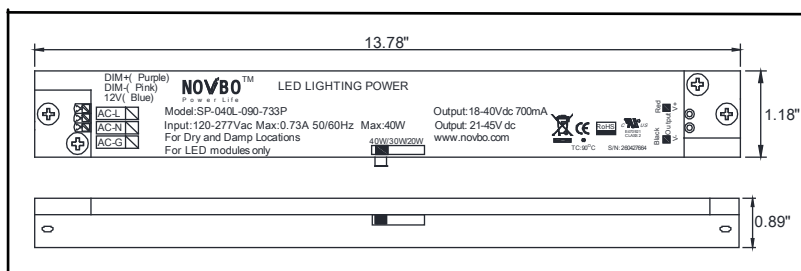 13.78"
DIM+( Purple)
DIM-( Pink)
12V( Blue)
AC-L
AC-N
AC-G
NOVBO™
Power Life
LED LIGHTING POWER
Model:SP-040L-090-733P
Input:120-277Vac Max:0.73A 50/60Hz Max:40W
For Dry and Damp Locations
For LED modules only
40W/30W/20W
Output:18-40Vdc 700mA
Output: 21-45V dc
www.novbo.com
CE
RoHS
c US
TC:90°C
S/N: 260427664
Red
Black
Output
V+
V-
1.18"
0.89"